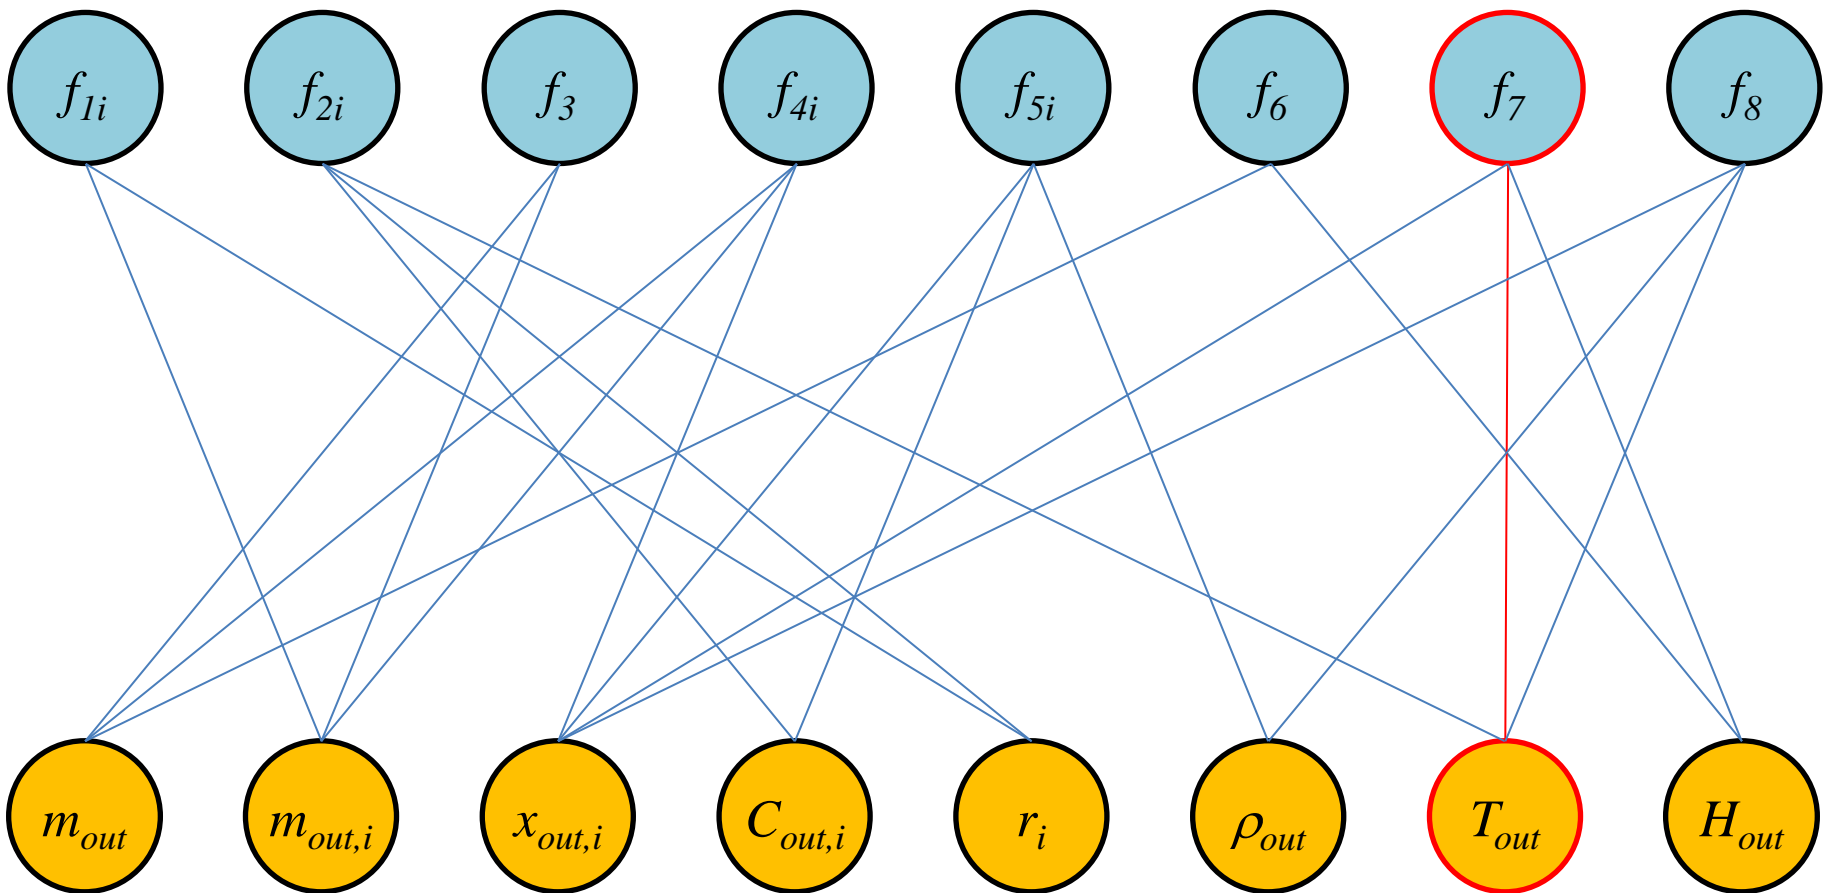 f1i f2i f3 f4i f5i f6 f7 f8
mout mout,i xout,i Cout,i ri ρout Tout Hout